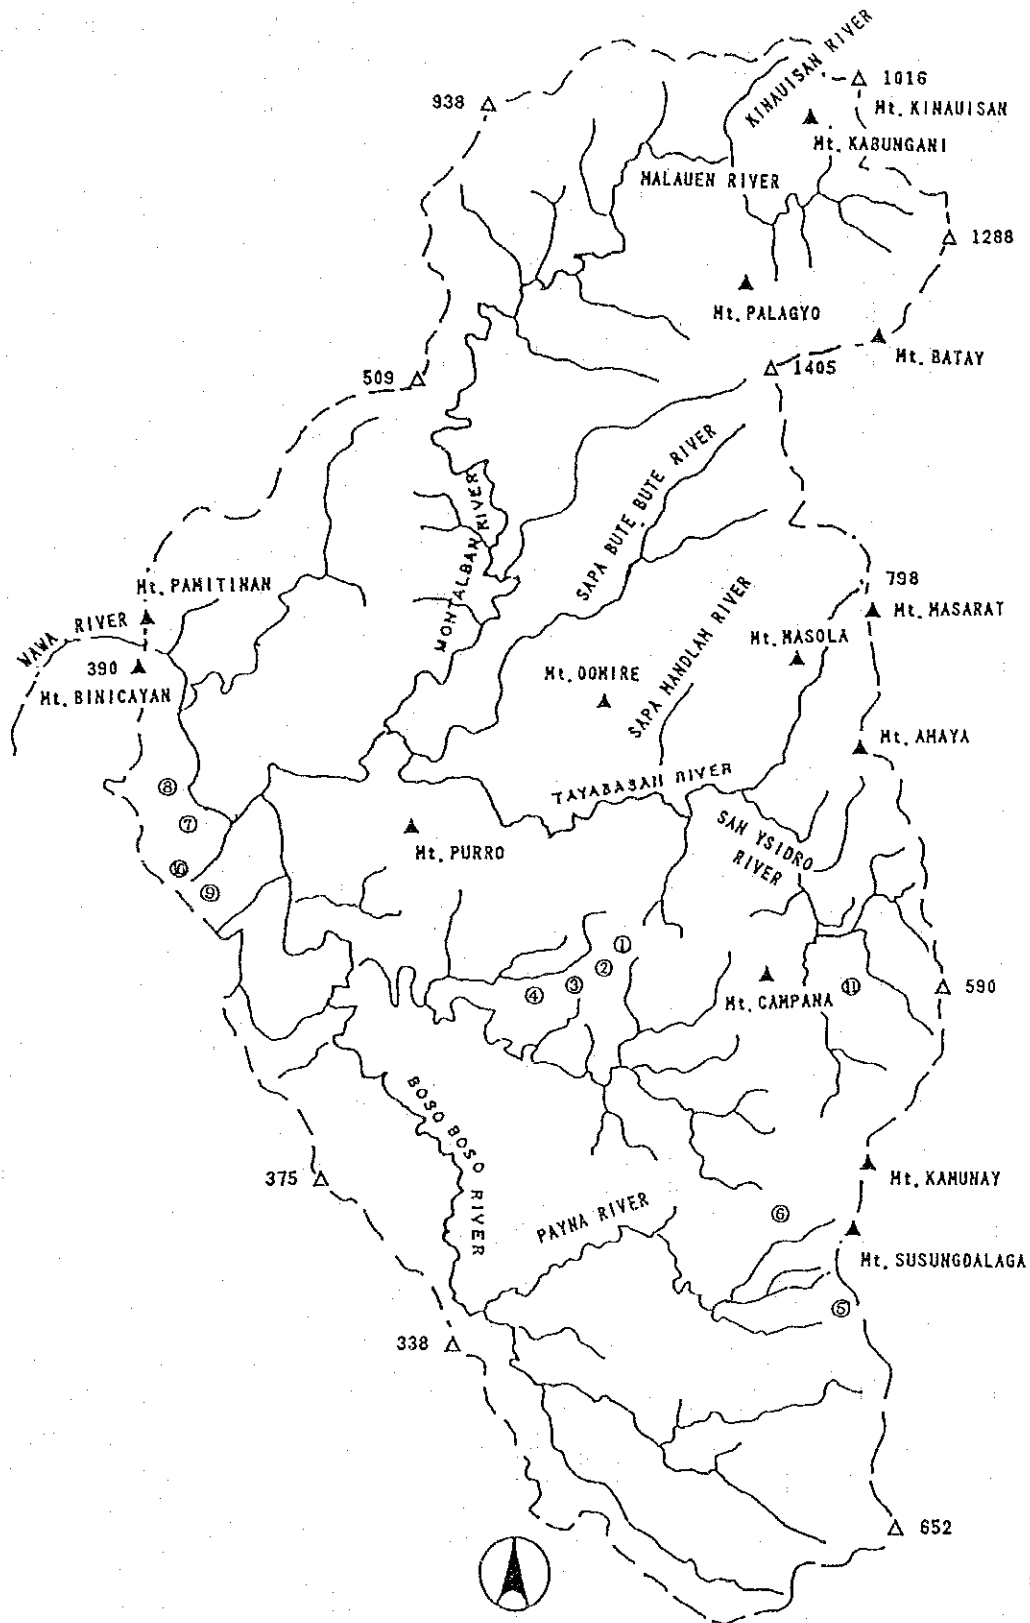 KINAUISAN RIVER
1016
938
Mt. KINAUISAN
Mt. KABUNGANI
MALAUEN RIVER
1288
Mt. PALAGYO
Mt. BATAY
1405
509
SAPA BUTE BUTE RIVER
MONTALBAN RIVER
798
Mt. PAMITINAN
Mt. MASARAT
WAWA RIVER
SAPA MANDLAH RIVER
Mt. MASOLA
390
Mt. OOMIRE
Mt. BINICAYAN
Mt. AHAYA
TAYABASAN RIVER
⑧
⑦
SAN YSIDRO
RIVER
Mt. PURRO
⑩
⑨
①
②
③
④
⑪
590
Mt. CAMPANA
BOSO BOSO RIVER
375
Mt. KAMUNAY
PAYNA RIVER
⑥
Mt. SUSUNGDALAGA
⑤
338
652